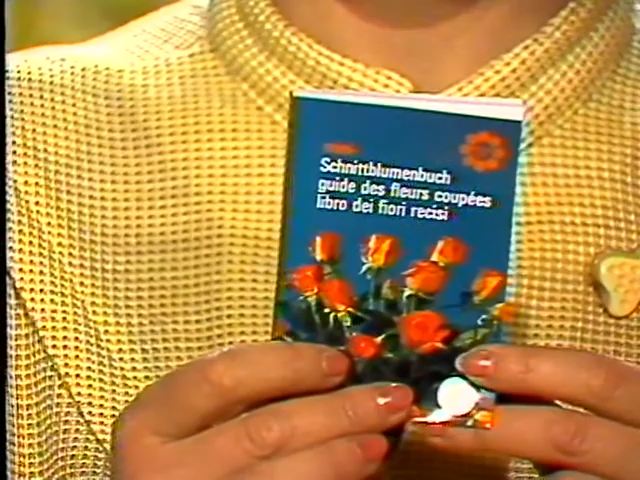 Schnittblumenbuch
guide des fleurs coupées
libro dei fiori recisi